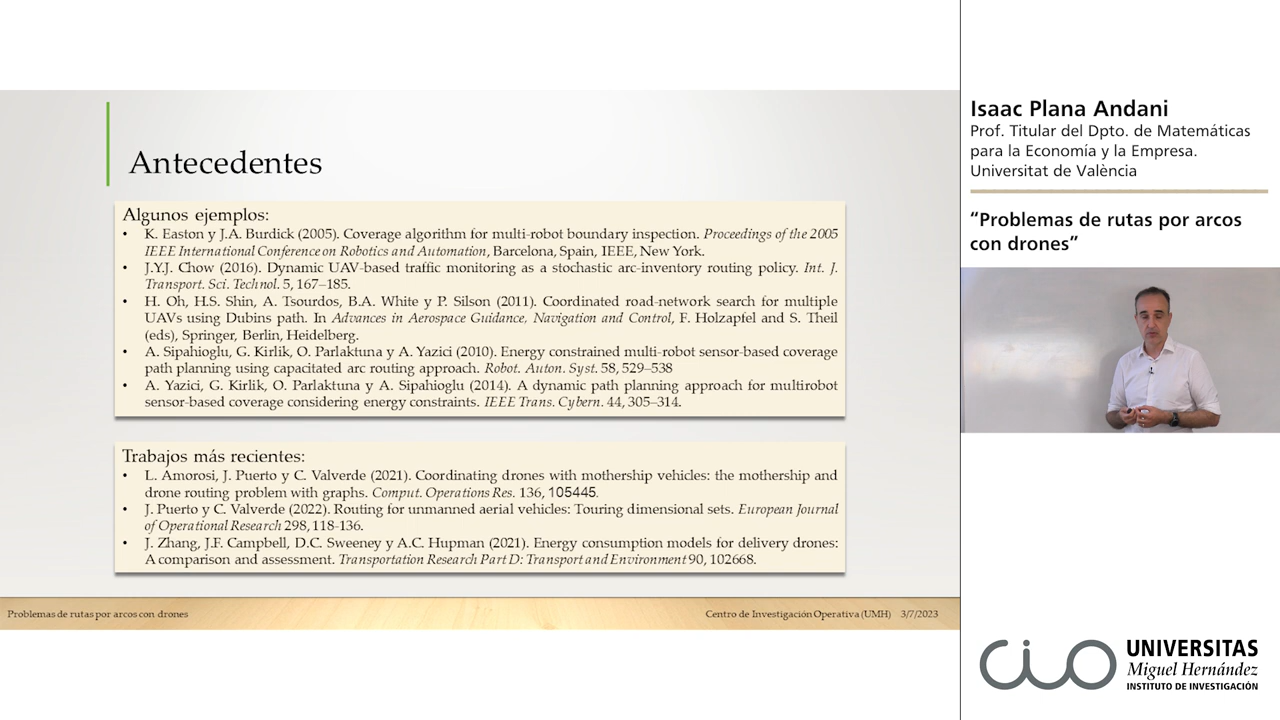 Antecedentes
Algunos ejemplos:
• K. Easton y J.A. Burdick (2005). Coverage algorithm for multi-robot boundary inspection. Proceedings of the 2005
IEEE International Conference on Robotics and Automation, Barcelona, Spain, IEEE, New York.
• J.Y.J. Chow (2016). Dynamic UAV-based traffic monitoring as a stochastic arc-inventory routing policy. Int. J.
Transport. Sci. Technol. 5, 167–185.
• H. Oh, H.S. Shin, A. Tsourdos, B.A. White y P. Silson (2011). Coordinated road-network search for multiple
UAVs using Dubins path. In Advances in Aerospace Guidance, Navigation and Control, F. Holzapfel and S. Theil
(eds), Springer, Berlin, Heidelberg.
• A. Sipahioglu, G. Kirlik, O. Parlaktuna y A. Yazici (2010). Energy constrained multi-robot sensor-based coverage
path planning using capacitated arc routing approach. Robot. Auton. Syst. 58, 529–538
• A. Yazici, G. Kirlik, O. Parlaktuna y A. Sipahioglu (2014). A dynamic path planning approach for multirobot
sensor-based coverage considering energy constraints. IEEE Trans. Cybern. 44, 305–314.
Trabajos más recientes:
• L. Amorosi, J. Puerto y C. Valverde (2021). Coordinating drones with mothership vehicles: the mothership and
drone routing problem with graphs. Comput. Operations Res. 136, 105445.
• J. Puerto y C. Valverde (2022). Routing for unmanned aerial vehicles: Touring dimensional sets. European Journal
of Operational Research 298, 118-136.
• J. Zhang, J.F. Campbell, D.C. Sweeney y A.C. Hupman (2021). Energy consumption models for delivery drones:
A comparison and assessment. Transportation Research Part D: Transport and Environment 90, 102668.
Problemas de rutas por arcos con drones
Centro de Investigación Operativa (UMH) 3/7/2023
Isaac Plana Andani
Prof. Titular del Dpto. de Matemáticas
para la Economía y la Empresa.
Universitat de València
“Problemas de rutas por arcos
con drones”
cio
UNIVERSITAS
Miguel Hernández
INSTITUTO DE INVESTIGACIÓN